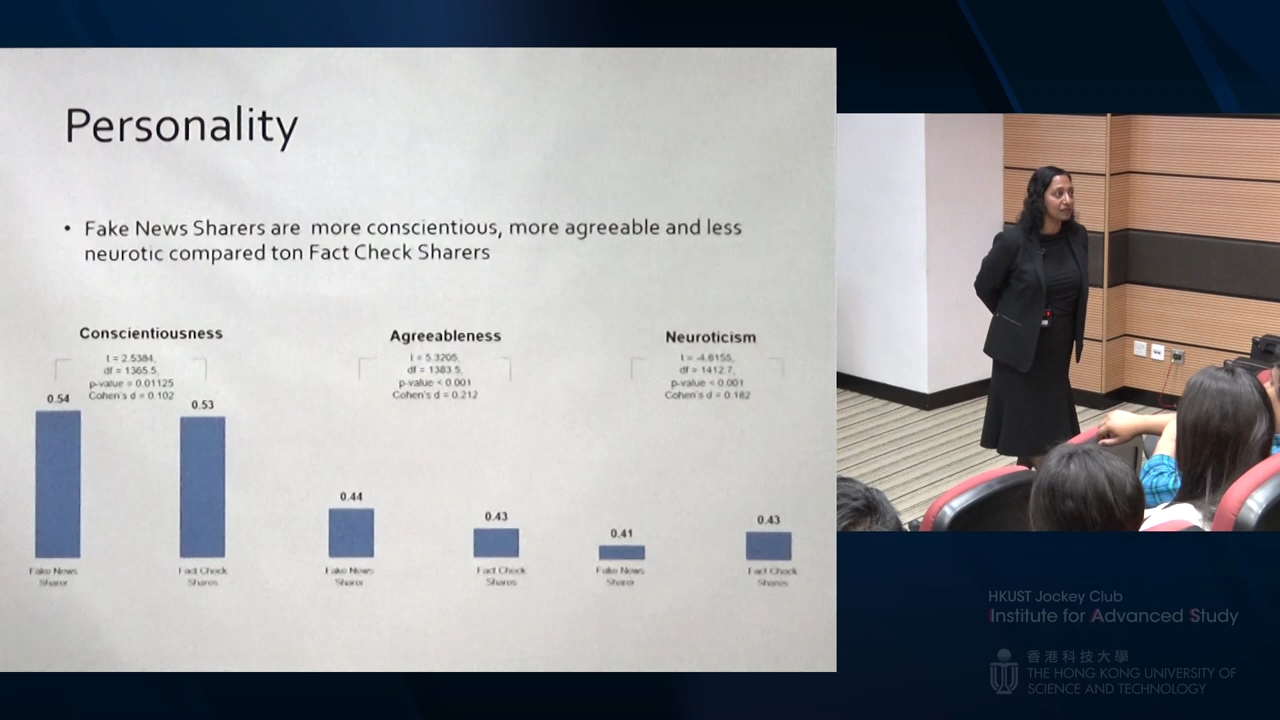 Personality
• Fake News Sharers are more conscientious, more agreeable and less
neurotic compared ton Fact Check Sharers
Conscientiousness
t = 2.5384,
df = 1365.5,
p-value = 0.01125
Cohen's d = 0.102
0.54
0.53
Fake News
Sharer
Fact Check
Shares
Agreeableness
t = 5.3205,
df = 1383.5,
p-value < 0.001
Cohen's d = 0.212
0.44
0.43
Fake News
Sharer
Fact Check
Shares
Neuroticism
t = -4.6155,
df = 1412.7,
p-value < 0.001
Cohen's d = 0.182
0.41
0.43
Fake News
Sharer
Fact Check
Shares
HKUST Jockey Club
Institute for Advanced Study
香港科技大學
THE HONG KONG UNIVERSITY OF
SCIENCE AND TECHNOLOGY